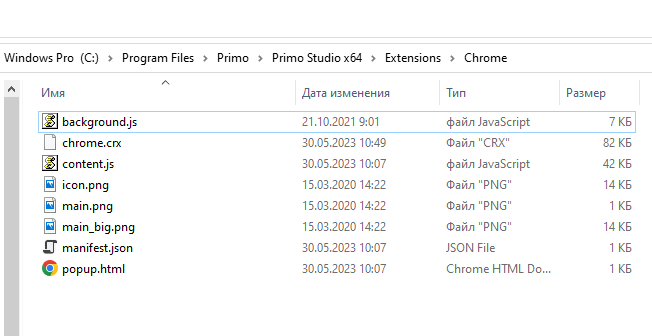 Windows Pro (C:) > Program Files > Primo > Primo Studio x64 > Extensions > Chrome
Имя Дата изменения Тип Размер
background.js 21.10.2021 9:01 файл JavaScript 7 КБ
chrome.crx 30.05.2023 10:49 Файл "CRX" 82 КБ
content.js 30.05.2023 10:07 файл JavaScript 42 КБ
icon.png 15.03.2020 14:22 Файл "PNG" 14 КБ
main.png 15.03.2020 14:22 Файл "PNG" 1 КБ
main_big.png 15.03.2020 14:22 Файл "PNG" 14 КБ
manifest.json 30.05.2023 10:07 JSON File 1 КБ
popup.html 30.05.2023 10:07 Chrome HTML Do... 1 КБ